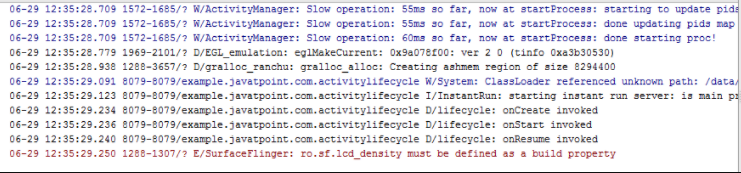 06-29 12:35:28.709 1572-1685/? W/ActivityManager: Slow operation: 55ms so far, now at startProcess: starting to update pids
06-29 12:35:28.709 1572-1685/? W/ActivityManager: Slow operation: 55ms so far, now at startProcess: done updating pids map
06-29 12:35:28.709 1572-1685/? W/ActivityManager: Slow operation: 60ms so far, now at startProcess: done starting proc!
06-29 12:35:28.779 1969-2101/? D/EGL_emulation: eglMakeCurrent: 0x9a078f00: ver 2 0 (tinfo 0xa3b30530)
06-29 12:35:28.938 1288-3657/? D/gralloc_ranchu: gralloc_alloc: Creating ashmem region of size 8294400
06-29 12:35:29.091 8079-8079/example.javatpoint.com.activitylifecycle W/System: ClassLoader referenced unknown path: /data/
06-29 12:35:29.123 8079-8079/example.javatpoint.com.activitylifecycle I/InstantRun: starting instant run server: is main pr
06-29 12:35:29.234 8079-8079/example.javatpoint.com.activitylifecycle D/lifecycle: onCreate invoked
06-29 12:35:29.236 8079-8079/example.javatpoint.com.activitylifecycle D/lifecycle: onStart invoked
06-29 12:35:29.240 8079-8079/example.javatpoint.com.activitylifecycle D/lifecycle: onResume invoked
06-29 12:35:29.250 1288-1307/? E/SurfaceFlinger: ro.sf.lcd_density must be defined as a build property